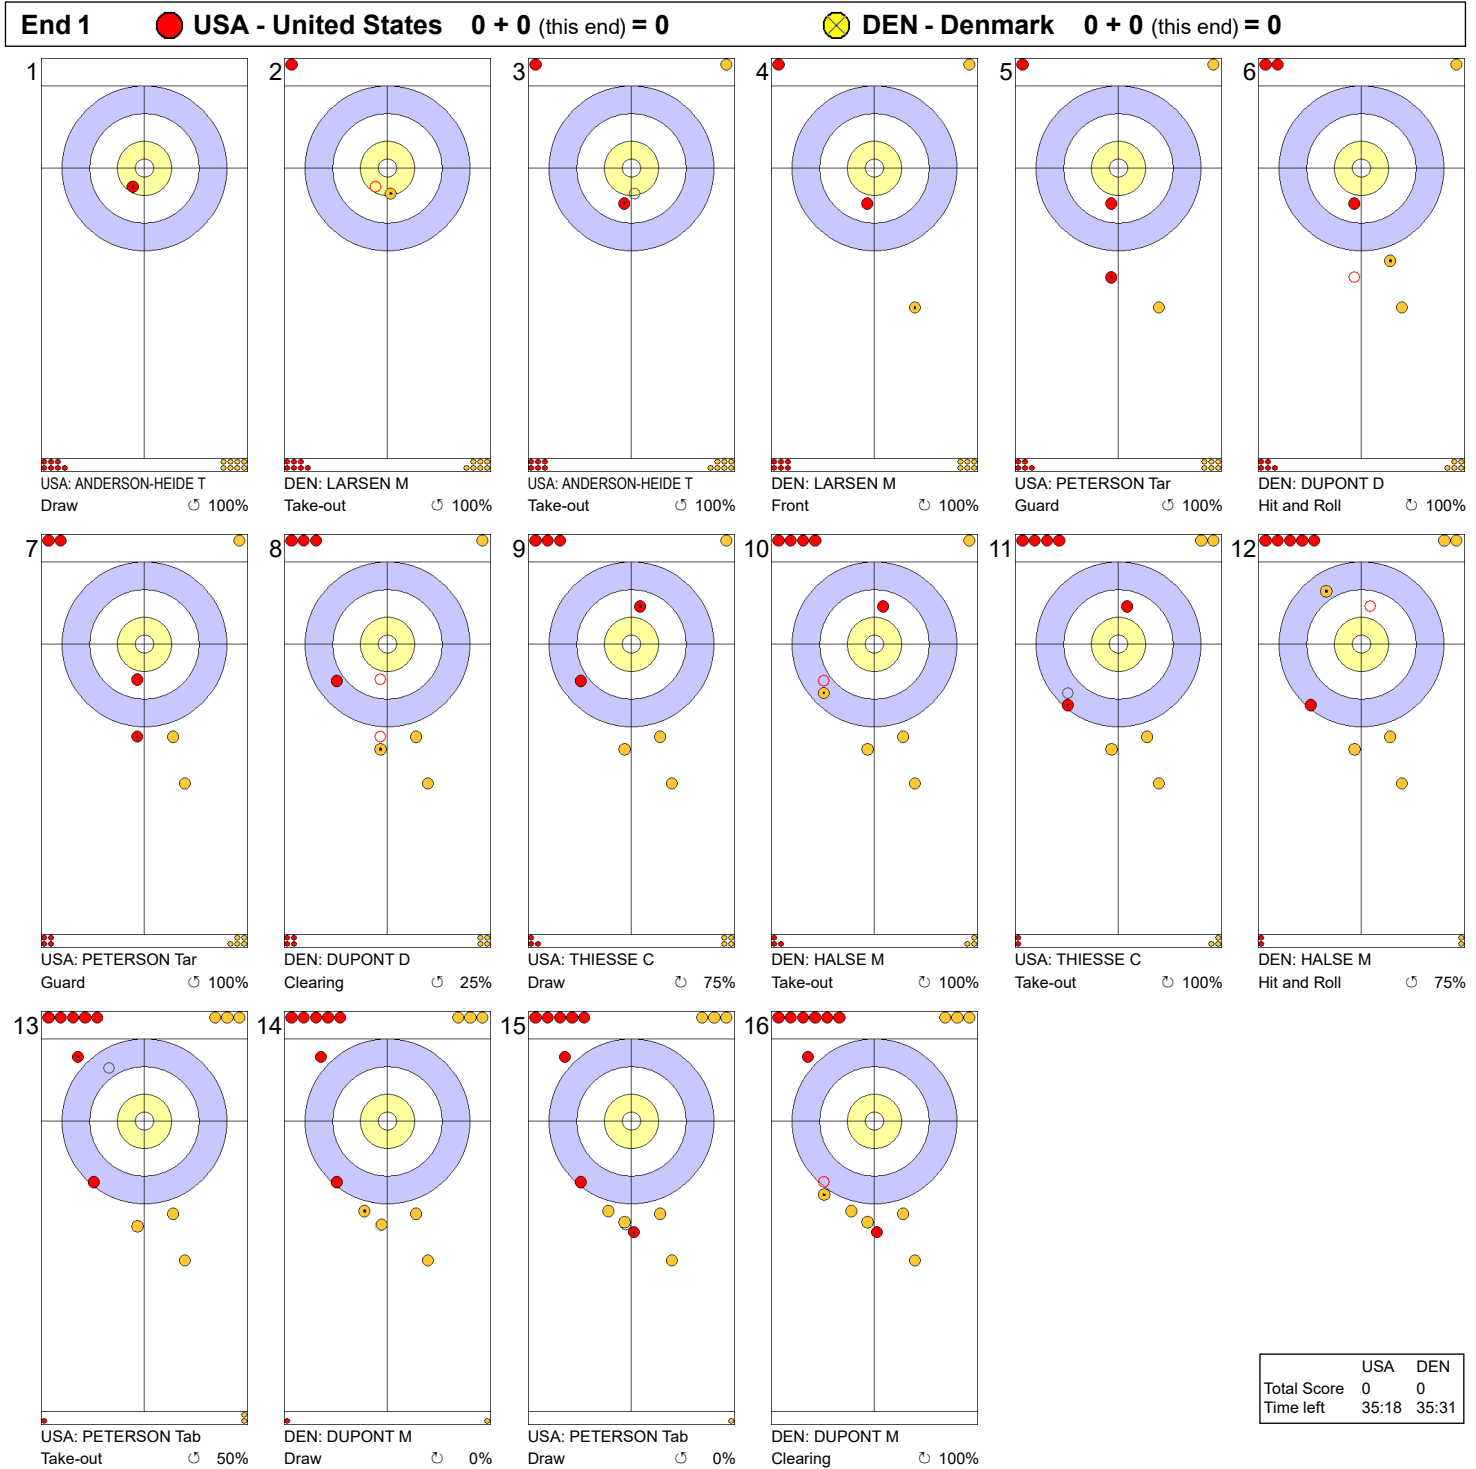 End 1 USA - United States 0 + 0 (this end) = 0 DEN - Denmark 0 + 0 (this end) = 0
1 2 3 4 5 6
USA: ANDERSON-HEIDE T DEN: LARSEN M USA: ANDERSON-HEIDE T DEN: LARSEN M USA: PETERSON Tar DEN: DUPONT D
Draw ↺ 100% Take-out ↺ 100% Take-out ↺ 100% Front ↻ 100% Guard ↺ 100% Hit and Roll ↻ 100%
7 8 9 10 11 12
USA: PETERSON Tar DEN: DUPONT D USA: THIESSE C DEN: HALSE M USA: THIESSE C DEN: HALSE M
Guard ↺ 100% Clearing ↺ 25% Draw ↻ 75% Take-out ↻ 100% Take-out ↻ 100% Hit and Roll ↺ 75%
13 14 15 16
USA: PETERSON Tab DEN: DUPONT M USA: PETERSON Tab DEN: DUPONT M
Take-out ↺ 50% Draw ↻ 0% Draw ↺ 0% Clearing ↻ 100%
USA DEN
Total Score 0 0
Time left 35:18 35:31